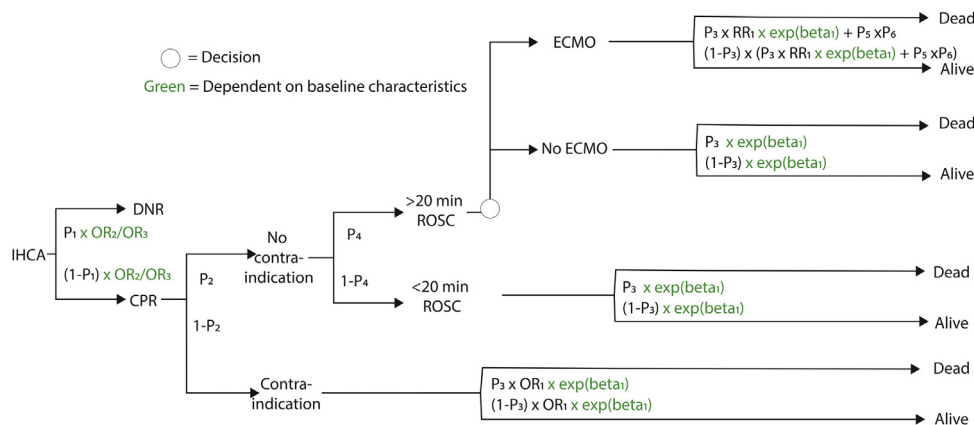 = Decision
Green = Dependent on baseline characteristics
ECMO
Dead
P₃ x RR₁ x exp(beta₁) + P₅ xP₆
(1-P₃) x (P₃ x RR₁ x exp(beta₁) + P₅ xP₆)
Alive
No ECMO
Dead
P₃ x exp(beta₁)
(1-P₃) x exp(beta₁)
Alive
IHCA
DNR
P₁ x OR₂/OR₃
(1-P₁) x OR₂/OR₃
CPR
P₂
1-P₂
No
contra-
indication
P₄
1-P₄
>20 min
ROSC
<20 min
ROSC
Dead
P₃ x exp(beta₁)
(1-P₃) x exp(beta₁)
Alive
Contra-
indication
Dead
P₃ x OR₁ x exp(beta₁)
(1-P₃) x OR₁ x exp(beta₁)
Alive